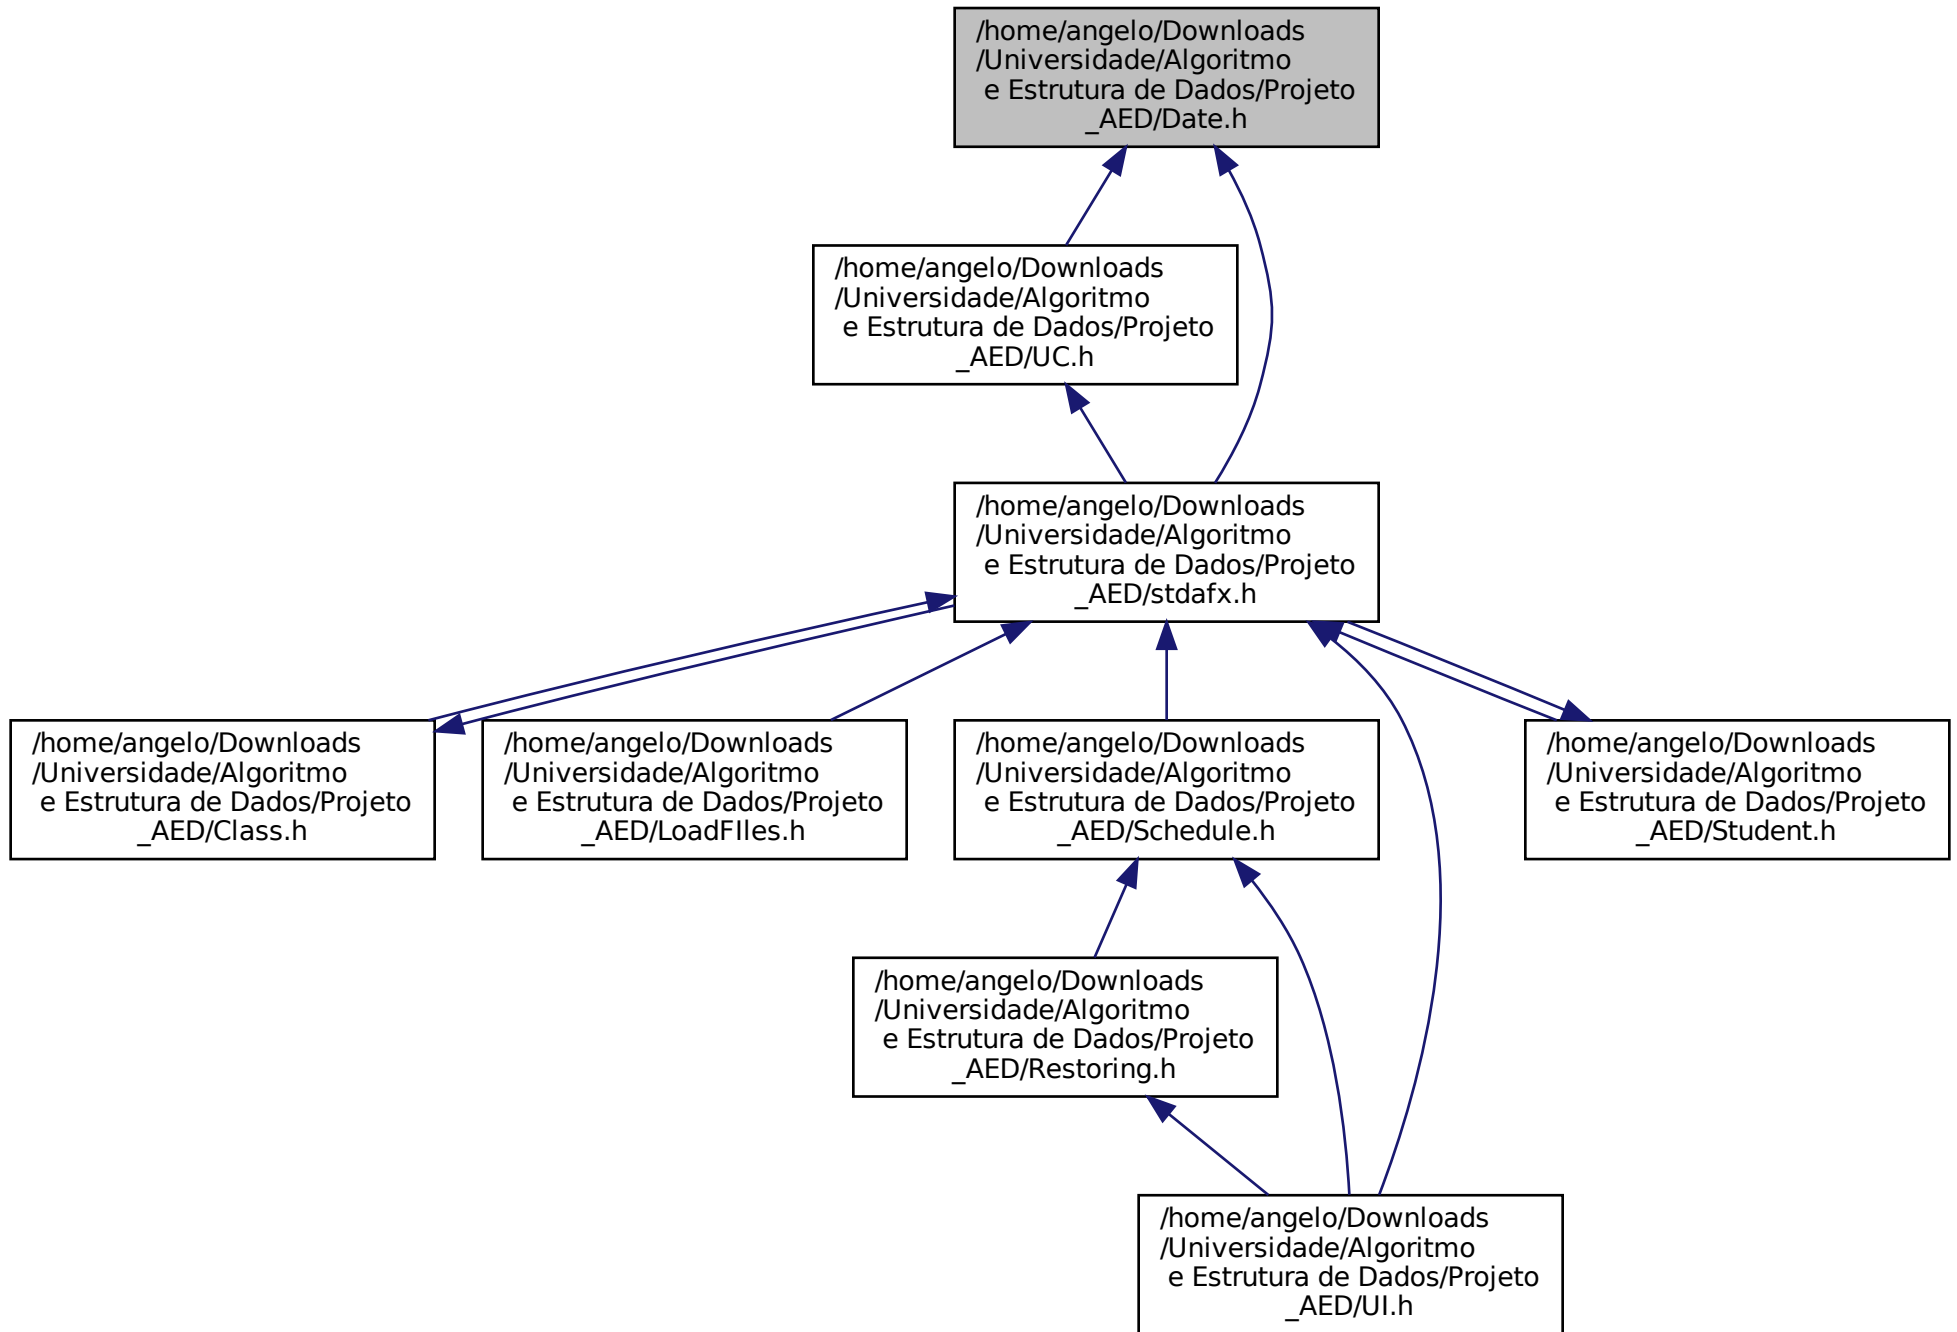 /home/angelo/Downloads
/Universidade/Algoritmo
e Estrutura de Dados/Projeto
_AED/Date.h
/home/angelo/Downloads
/Universidade/Algoritmo
e Estrutura de Dados/Projeto
_AED/UC.h
/home/angelo/Downloads
/Universidade/Algoritmo
e Estrutura de Dados/Projeto
_AED/stdafx.h
/home/angelo/Downloads
/Universidade/Algoritmo
e Estrutura de Dados/Projeto
_AED/Class.h
/home/angelo/Downloads
/Universidade/Algoritmo
e Estrutura de Dados/Projeto
_AED/LoadFIles.h
/home/angelo/Downloads
/Universidade/Algoritmo
e Estrutura de Dados/Projeto
_AED/Schedule.h
/home/angelo/Downloads
/Universidade/Algoritmo
e Estrutura de Dados/Projeto
_AED/Student.h
/home/angelo/Downloads
/Universidade/Algoritmo
e Estrutura de Dados/Projeto
_AED/Restoring.h
/home/angelo/Downloads
/Universidade/Algoritmo
e Estrutura de Dados/Projeto
_AED/UI.h